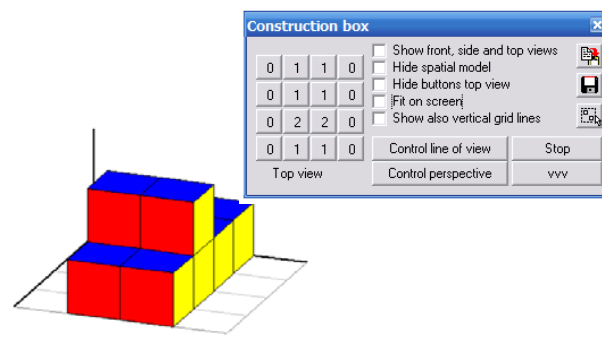 Construction box
0 1 1 0
0 1 1 0
0 2 2 0
0 1 1 0
Top view
Show front, side and top views
Hide spatial model
Hide buttons top view
Fit on screen
Show also vertical grid lines
Control line of view
Stop
Control perspective
vvv